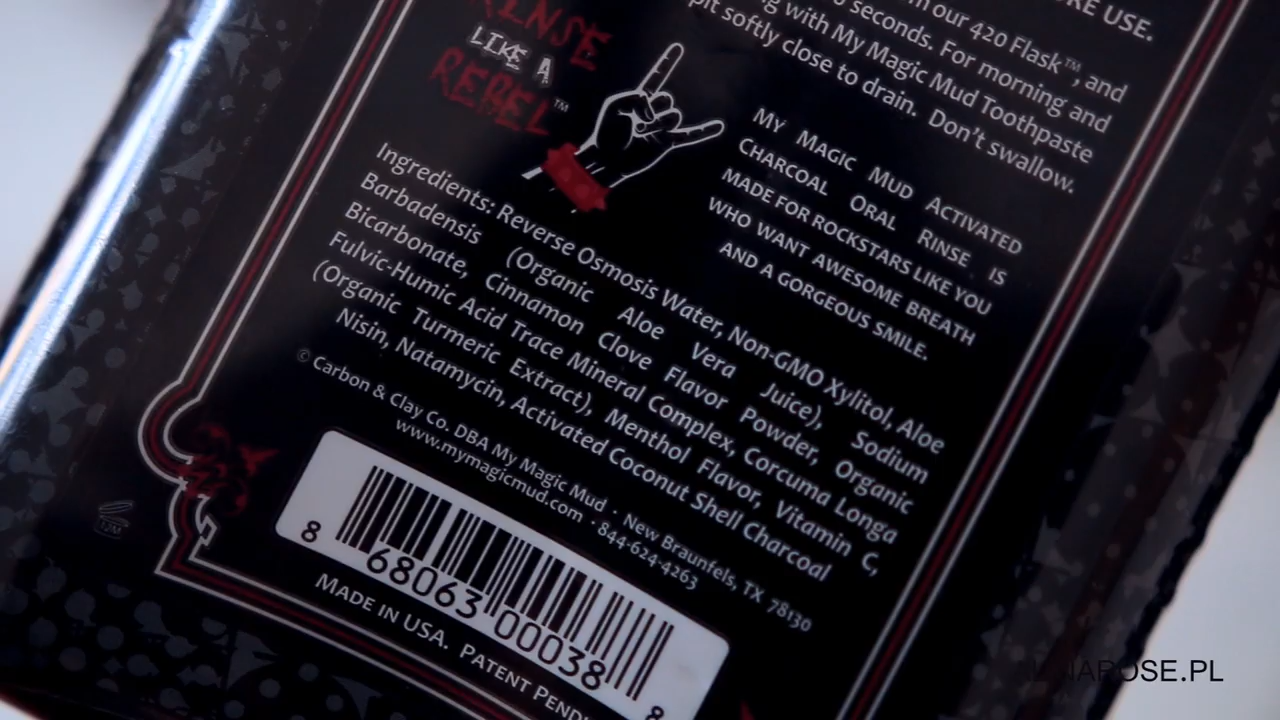 RINSE
LIKE A
REBEL™
RE USE.
our 420 Flask™, and
seconds. For morning and
with My Magic Mud Toothpaste
softly close to drain. Don't swallow.
My Magic Mud Activated
Charcoal Oral Rinse is
made for rockstars like you
who want awesome breath
and a gorgeous smile.
Ingredients: Reverse Osmosis Water, Non-GMO Xylitol, Aloe
Barbadensis (Organic Aloe Vera Juice), Sodium
Bicarbonate, Cinnamon Clove Flavor Powder, Organic
Fulvic-Humic Acid Trace Mineral Complex, Corcuma Longa
(Organic Turmeric Extract), Menthol Flavor, Vitamin C,
Nisin, Natamycin, Activated Coconut Shell Charcoal
© Carbon & Clay Co. DBA My Magic Mud · New Braunfels, TX 78130
www.mymagicmud.com · 844-624-4263
8 68063 00038 8
12M
Made in USA. Patent Pend
NAROSE.PL